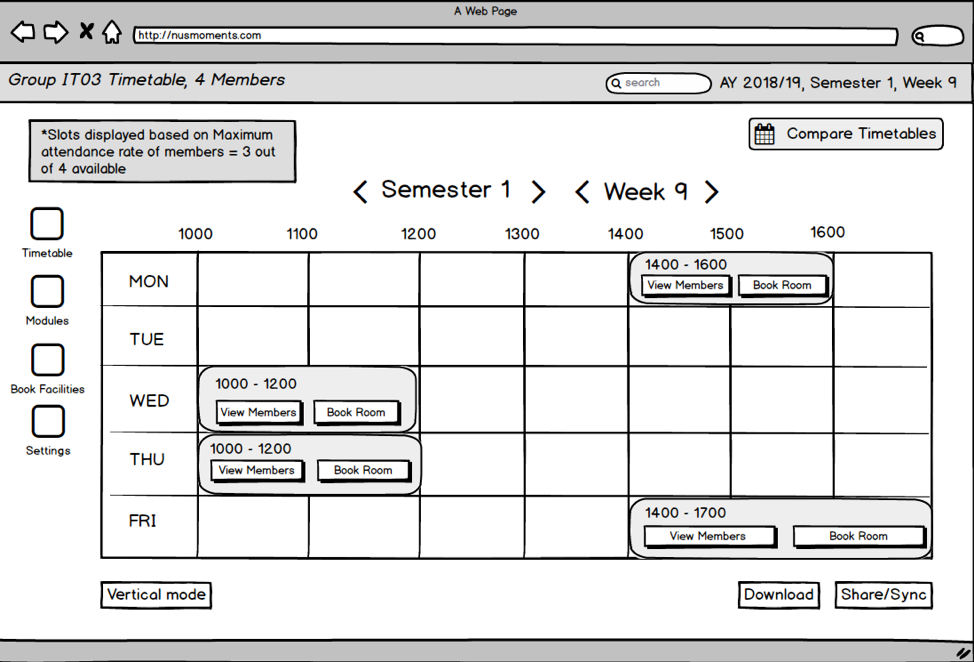 A Web Page
http://nusmoments.com
Group IT03 Timetable, 4 Members
search
AY 2018/19, Semester 1, Week 9
*Slots displayed based on Maximum
attendance rate of members = 3 out
of 4 available
Compare Timetables
Semester 1
Week 9
1000 1100 1200 1300 1400 1500 1600
Timetable
Modules
Book Facilities
Settings
MON
1400 - 1600
View Members Book Room
TUE
WED
1000 - 1200
View Members Book Room
THU
1000 - 1200
View Members Book Room
FRI
1400 - 1700
View Members Book Room
Vertical mode
Download
Share/Sync